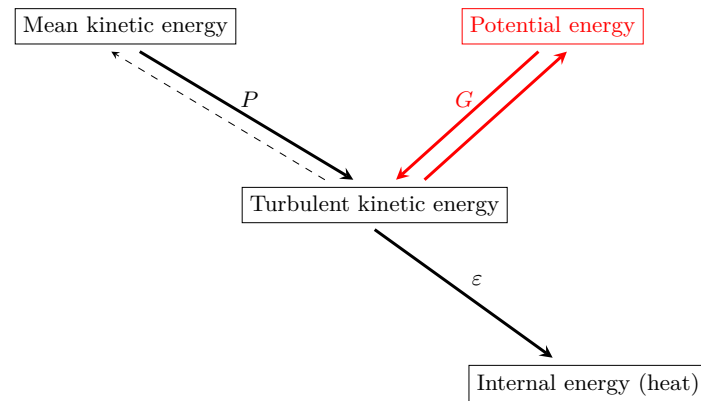 Mean kinetic energy
Potential energy
P
G
Turbulent kinetic energy
ε
Internal energy (heat)